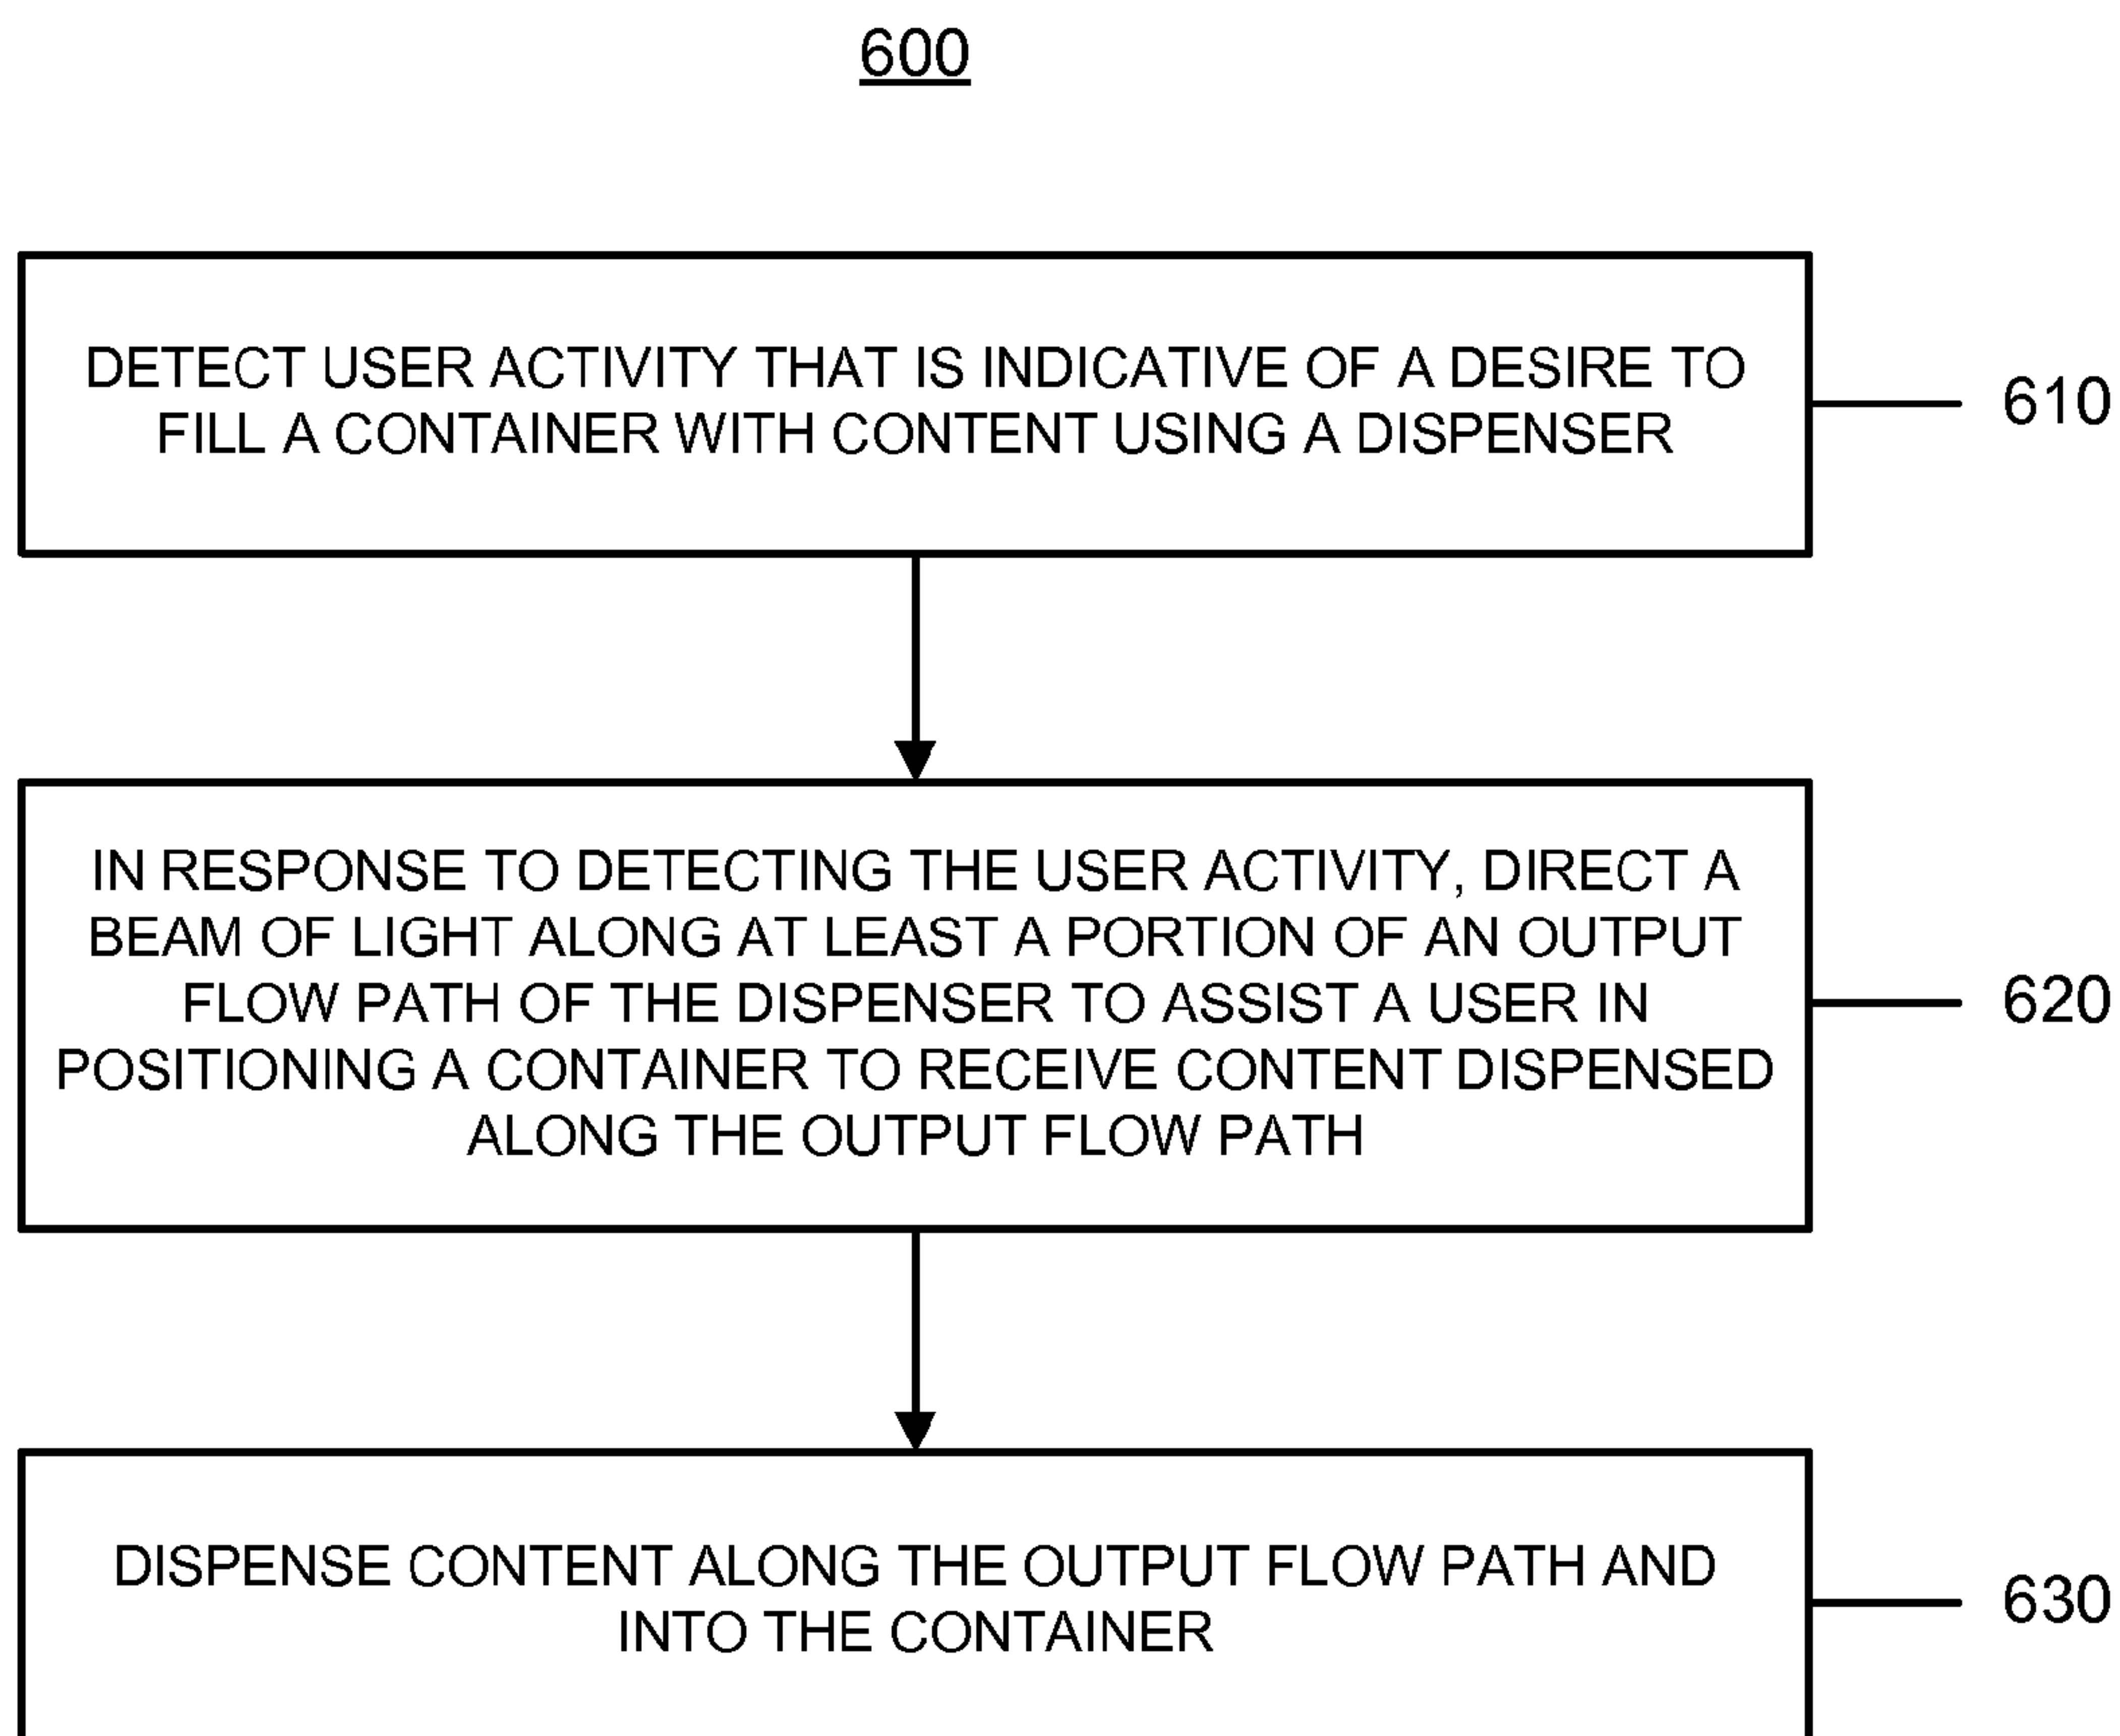 600
DETECT USER ACTIVITY THAT IS INDICATIVE OF A DESIRE TO
FILL A CONTAINER WITH CONTENT USING A DISPENSER
610
IN RESPONSE TO DETECTING THE USER ACTIVITY, DIRECT A
BEAM OF LIGHT ALONG AT LEAST A PORTION OF AN OUTPUT
FLOW PATH OF THE DISPENSER TO ASSIST A USER IN
POSITIONING A CONTAINER TO RECEIVE CONTENT DISPENSED
ALONG THE OUTPUT FLOW PATH
620
DISPENSE CONTENT ALONG THE OUTPUT FLOW PATH AND
INTO THE CONTAINER
630